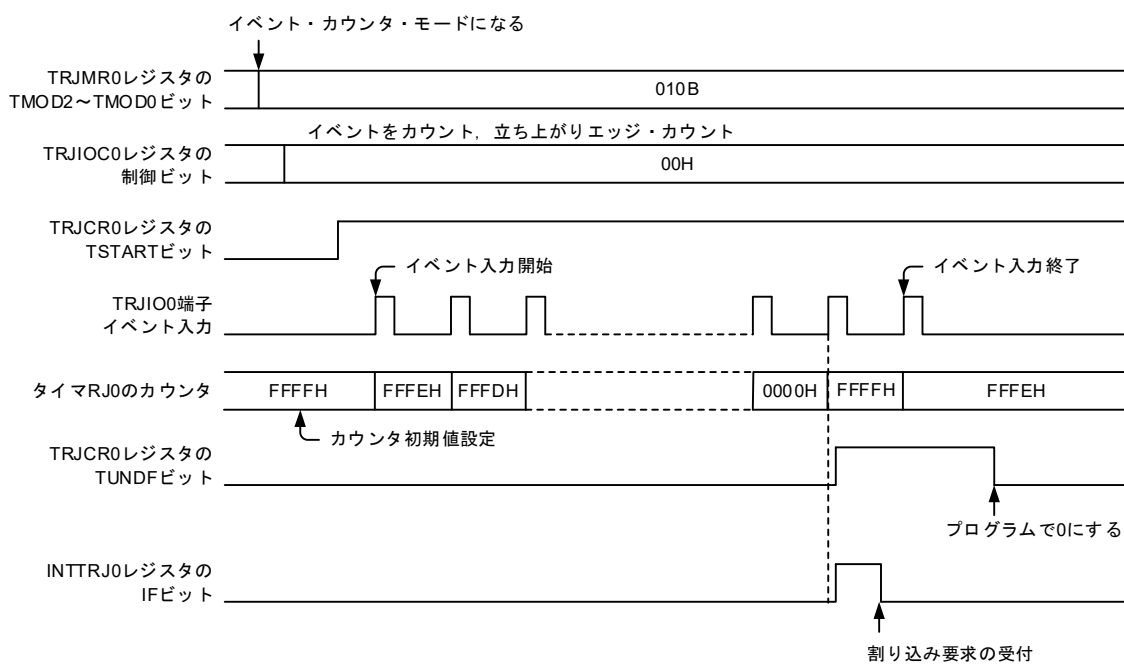 イベント・カウンタ・モードになる
TRJMR0レジスタの
TMOD2～TMOD0ビット
010B
イベントをカウント，立ち上がりエッジ・カウント
TRJIOC0レジスタの
制御ビット
00H
TRJCR0レジスタの
TSTARTビット
イベント入力開始
イベント入力終了
TRJIO0端子
イベント入力
タイマRJ0のカウンタ
FFFFH
FFFEH
FFFDH
0000H
FFFFH
FFFEH
カウンタ初期値設定
TRJCR0レジスタの
TUNDFビット
プログラムで0にする
INTTRJ0レジスタの
IFビット
割り込み要求の受付